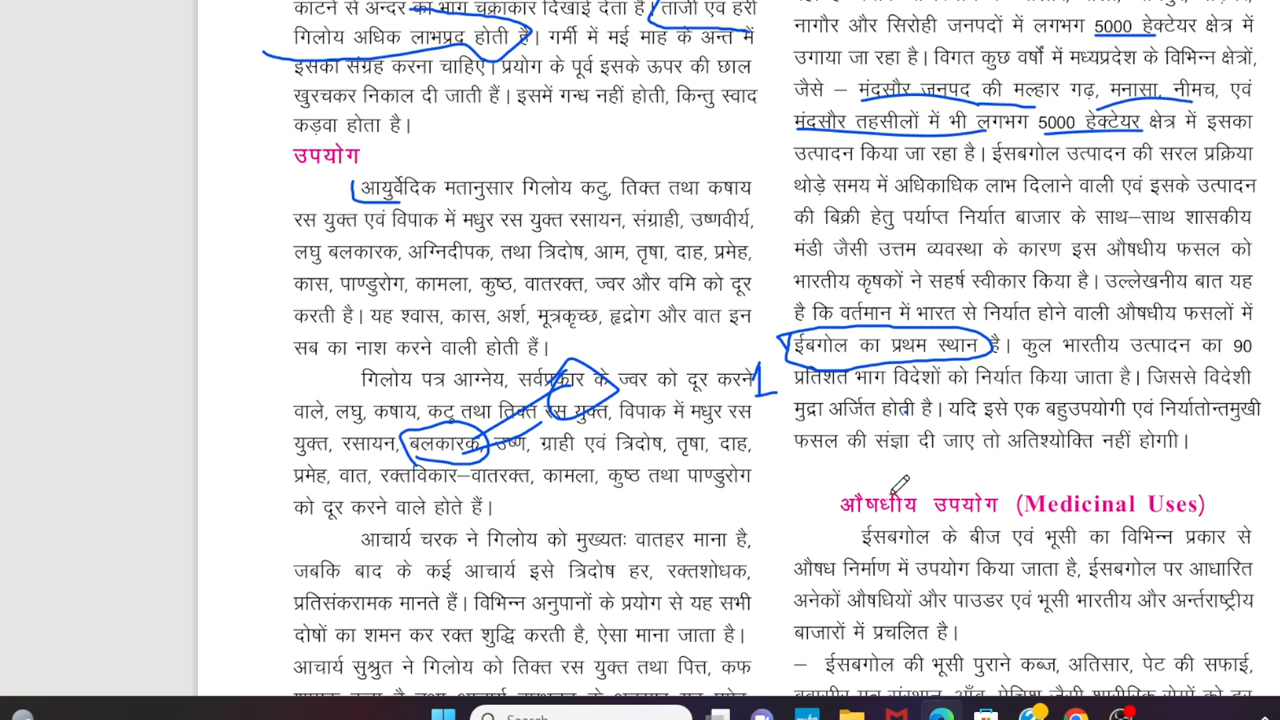 काटने से अन्दर का भाग चक्राकार दिखाई देता है। ताजी एवं हरी
गिलोय अधिक लाभप्रद होती है। गर्मी में मई माह के अन्त में
इसका संग्रह करना चाहिए। प्रयोग के पूर्व इसके ऊपर की छाल
खुरचकर निकाल दी जाती हैं। इसमें गन्ध नहीं होती, किन्तु स्वाद
कड़वा होता है।
उपयोग
आयुर्वेदिक मतानुसार गिलोय कटु, तिक्त तथा कषाय
रस युक्त एवं विपाक में मधुर रस युक्त रसायन, संग्राही, उष्णवीर्य,
लघु बलकारक, अग्निदीपक, तथा त्रिदोष, आम, तृषा, दाह, प्रमेह,
कास, पाण्डुरोग, कामला, कुष्ठ, वातरक्त, ज्वर और वमि को दूर
करती है। यह श्वास, कास, अर्श, मूत्रकृच्छ, हृद्रोग और वात इन
सब का नाश करने वाली होती हैं।
गिलोय पत्र आग्नेय, सर्वप्रकार के ज्वर को दूर करने
वाले, लघु, कषाय, कटु तथा तिक्त रस युक्त, विपाक में मधुर रस
युक्त, रसायन, बलकारक, उष्ण, ग्राही एवं त्रिदोष, तृषा, दाह,
प्रमेह, वात, रक्तविकार–वातरक्त, कामला, कुष्ठ तथा पाण्डुरोग
को दूर करने वाले होते हैं।
आचार्य चरक ने गिलोय को मुख्यतः वातहर माना है,
जबकि बाद के कई आचार्य इसे त्रिदोष हर, रक्तशोधक,
प्रतिसंकरामक मानते हैं। विभिन्न अनुपानों के प्रयोग से यह सभी
दोषों का शमन कर रक्त शुद्धि करती है, ऐसा माना जाता है।
आचार्य सुश्रुत ने गिलोय को तिक्त रस युक्त तथा पित्त, कफ
नागौर और सिरोही जनपदों में लगभग 5000 हेक्टेयर क्षेत्र में
उगाया जा रहा है। विगत कुछ वर्षों में मध्यप्रदेश के विभिन्न क्षेत्रों,
जैसे – मंदसौर जनपद की मल्हार गढ़, मनासा, नीमच, एवं
मंदसौर तहसीलों में भी लगभग 5000 हेक्टेयर क्षेत्र में इसका
उत्पादन किया जा रहा है। ईसबगोल उत्पादन की सरल प्रक्रिया
थोड़े समय में अधिकाधिक लाभ दिलाने वाली एवं इसके उत्पादन
की बिक्री हेतु पर्याप्त निर्यात बाजार के साथ–साथ शासकीय
मंडी जैसी उत्तम व्यवस्था के कारण इस औषधीय फसल को
भारतीय कृषकों ने सहर्ष स्वीकार किया है। उल्लेखनीय बात यह
है कि वर्तमान में भारत से निर्यात होने वाली औषधीय फसलों में
ईबगोल का प्रथम स्थान है। कुल भारतीय उत्पादन का 90
1
प्रतिशत भाग विदेशों को निर्यात किया जाता है। जिससे विदेशी
मुद्रा अर्जित होती है। यदि इसे एक बहुउपयोगी एवं निर्यातोन्तमुखी
फसल की संज्ञा दी जाए तो अतिश्योक्ति नहीं होगाी।
औषधीय उपयोग (Medicinal Uses)
ईसबगोल के बीज एवं भूसी का विभिन्न प्रकार से
औषध निर्माण में उपयोग किया जाता है, ईसबगोल पर आधारित
अनेकों औषधियों और पाउडर एवं भूसी भारतीय और अर्न्तराष्ट्रीय
बाजारों में प्रचलित है।
– ईसबगोल की भूसी पुराने कब्ज, अतिसार, पेट की सफाई,
Search